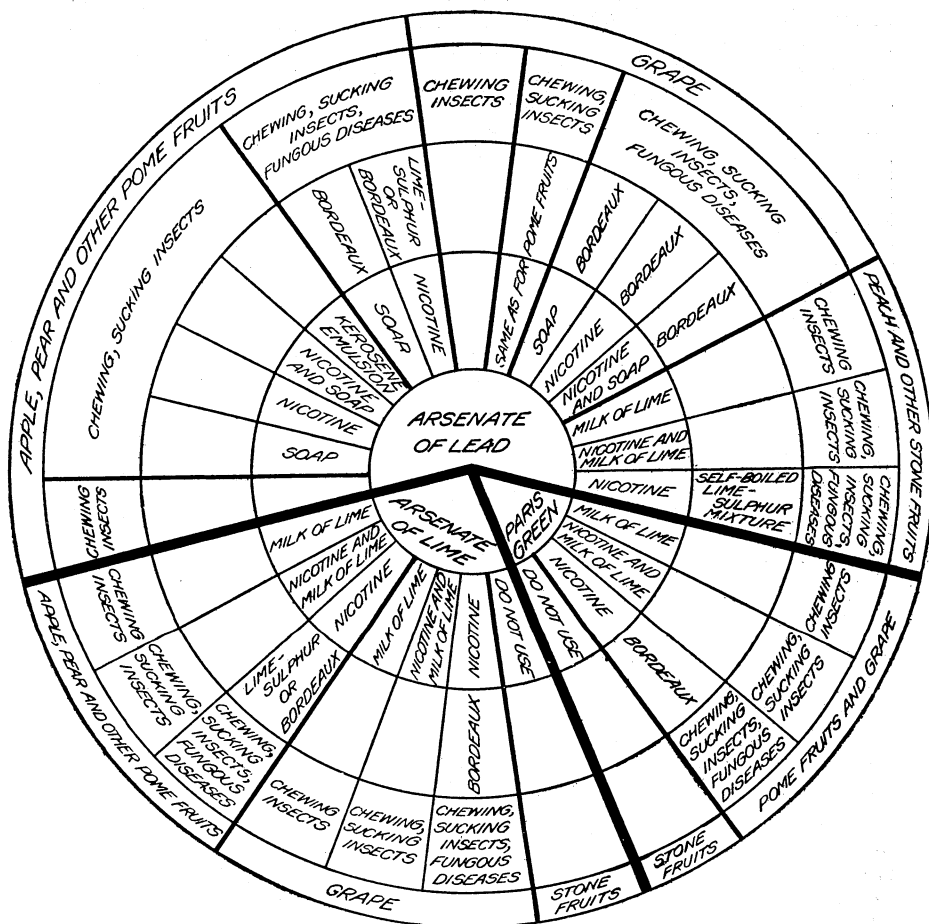 APPLE, PEAR AND OTHER POME FRUITS
CHEWING
INSECTS
CHEWING, SUCKING INSECTS
SOAP
NICOTINE
NICOTINE
AND SOAP
KEROSENE
EMULSION
CHEWING, SUCKING
INSECTS,
FUNGOUS DISEASES
BORDEAUX
SOAP
LIME-
SULPHUR
OR
BORDEAUX
NICOTINE
GRAPE
CHEWING
INSECTS
CHEWING,
SUCKING
INSECTS
SAME AS FOR POME FRUITS
CHEWING, SUCKING
INSECTS,
FUNGOUS DISEASES
BORDEAUX
SOAP
BORDEAUX
NICOTINE
BORDEAUX
NICOTINE
AND SOAP
PEACH AND OTHER STONE FRUITS
CHEWING
INSECTS
MILK OF LIME
CHEWING,
SUCKING
INSECTS
NICOTINE AND
MILK OF LIME
CHEWING,
SUCKING
INSECTS,
FUNGOUS
DISEASES
SELF-BOILED
LIME-
SULPHUR
MIXTURE
NICOTINE
ARSENATE
OF LEAD
PARIS
GREEN
POME FRUITS AND GRAPE
CHEWING
INSECTS
MILK OF LIME
CHEWING,
SUCKING
INSECTS
NICOTINE AND
MILK OF LIME
CHEWING,
SUCKING
INSECTS,
FUNGOUS
DISEASES
BORDEAUX
NICOTINE
STONE
FRUITS
DO NOT USE
ARSENATE
OF LIME
STONE
FRUITS
DO NOT USE
GRAPE
CHEWING,
SUCKING
INSECTS,
FUNGOUS
DISEASES
BORDEAUX
NICOTINE
CHEWING,
SUCKING
INSECTS
NICOTINE AND
MILK OF LIME
CHEWING
INSECTS
MILK OF LIME
APPLE, PEAR AND OTHER POME FRUITS
CHEWING,
SUCKING
INSECTS,
FUNGOUS
DISEASES
LIME-
SULPHUR
OR
BORDEAUX
NICOTINE
CHEWING,
SUCKING
INSECTS
NICOTINE AND
MILK OF LIME
CHEWING
INSECTS
MILK OF LIME